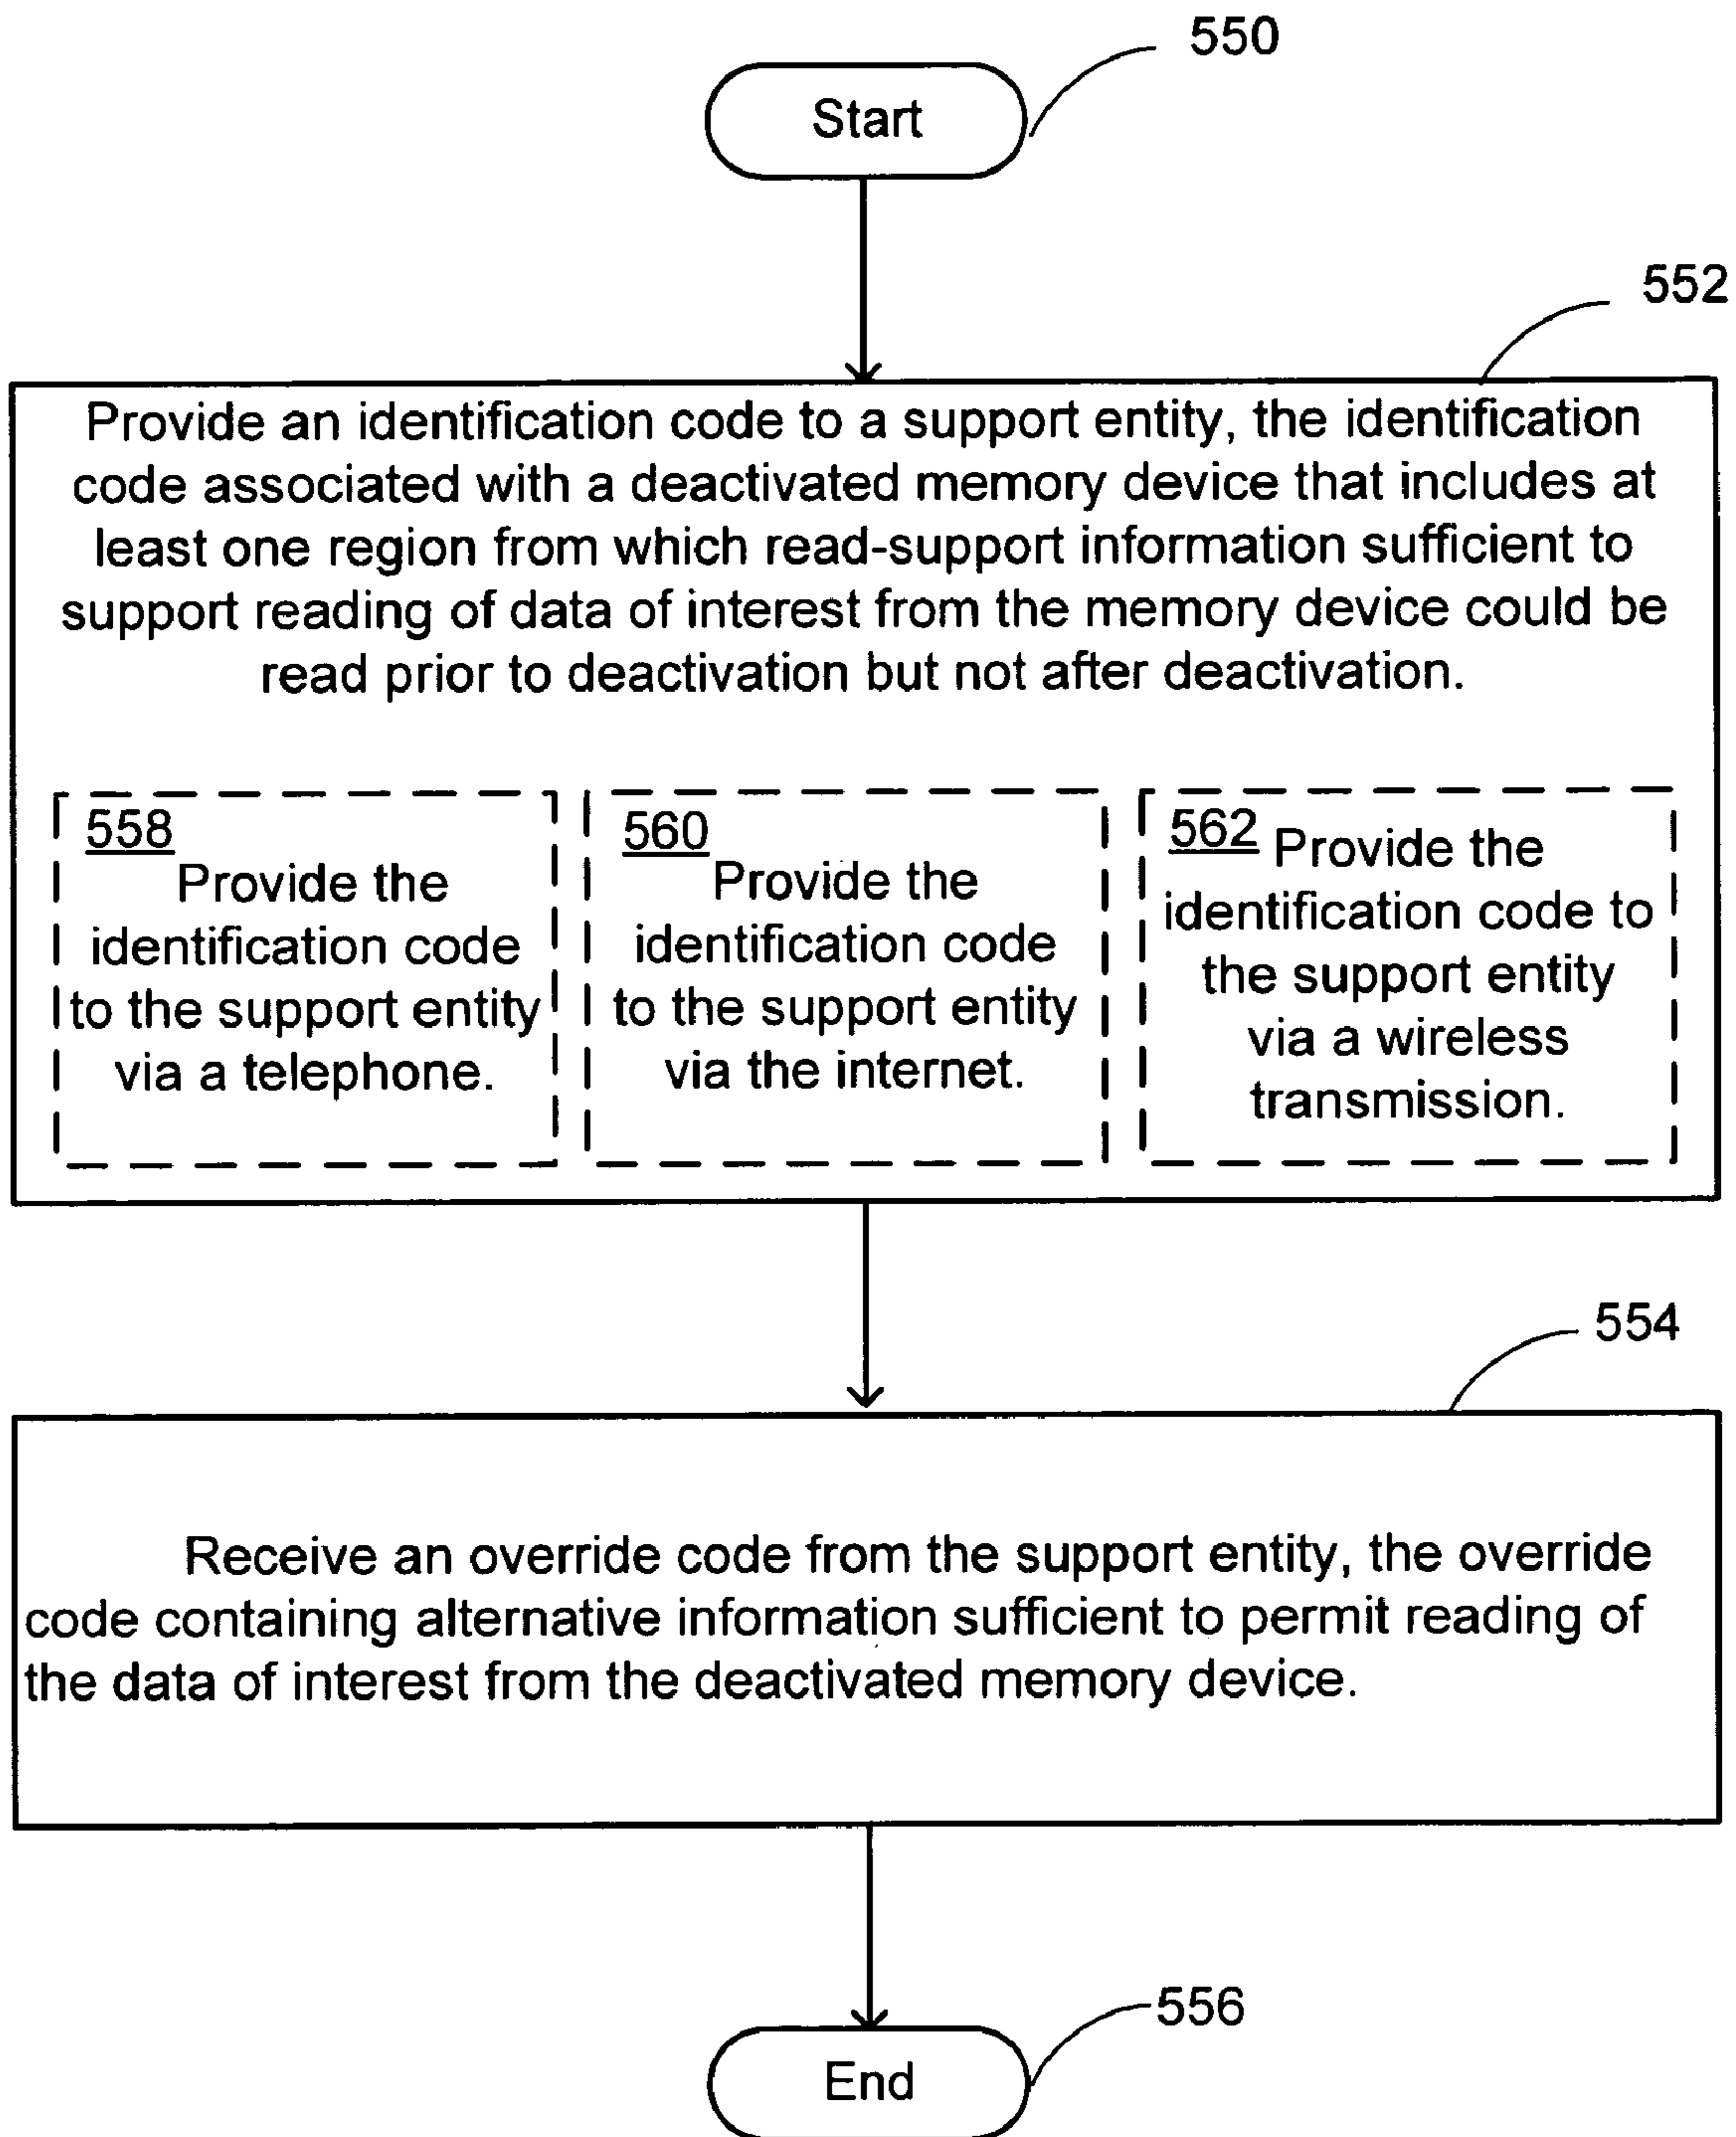 550
Start
552
Provide an identification code to a support entity, the identification
code associated with a deactivated memory device that includes at
least one region from which read-support information sufficient to
support reading of data of interest from the memory device could be
read prior to deactivation but not after deactivation.
558
Provide the
identification code
to the support entity
via a telephone.
560
Provide the
identification code
to the support entity
via the internet.
562 Provide the
identification code to
the support entity
via a wireless
transmission.
554
Receive an override code from the support entity, the override
code containing alternative information sufficient to permit reading of
the data of interest from the deactivated memory device.
556
End